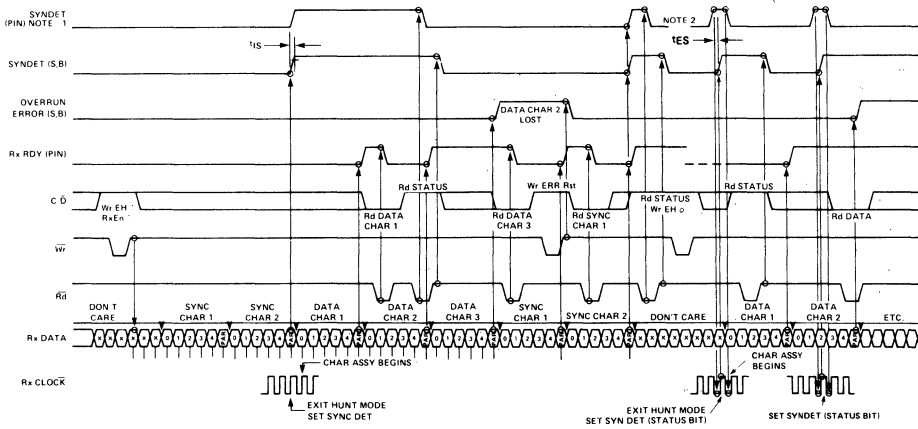 SYNDET
(PIN) NOTE 1
NOTE 2
tIS
tES
SYNDET (S,B)
OVERRUN
ERROR (S,B)
DATA CHAR 2
LOST
Rx RDY (PIN)
Rd STATUS
Wr ERR Rst
Rd STATUS
Wr EH o
Rd STATUS
C D
Wr EH
RxEn
Rd DATA
CHAR 1
Rd DATA
CHAR 3
Rd SYNC
CHAR 1
Rd DATA
Wr
Rd
DON T
CARE
SYNC
CHAR 1
SYNC
CHAR 2
DATA
CHAR 1
DATA
CHAR 2
DATA
CHAR 3
SYNC
CHAR 1
SYNC CHAR 2
DON'T CARE
DATA
CHAR 1
DATA
CHAR 2
ETC.
Rx DATA
Rx CLOCK
CHAR ASSY BEGINS
EXIT HUNT MODE
SET SYNC DET
CHAR ASSY
BEGINS
EXIT HUNT MODE
SET SYN DET (STATUS BIT)
SET SYNDET (STATUS BIT)